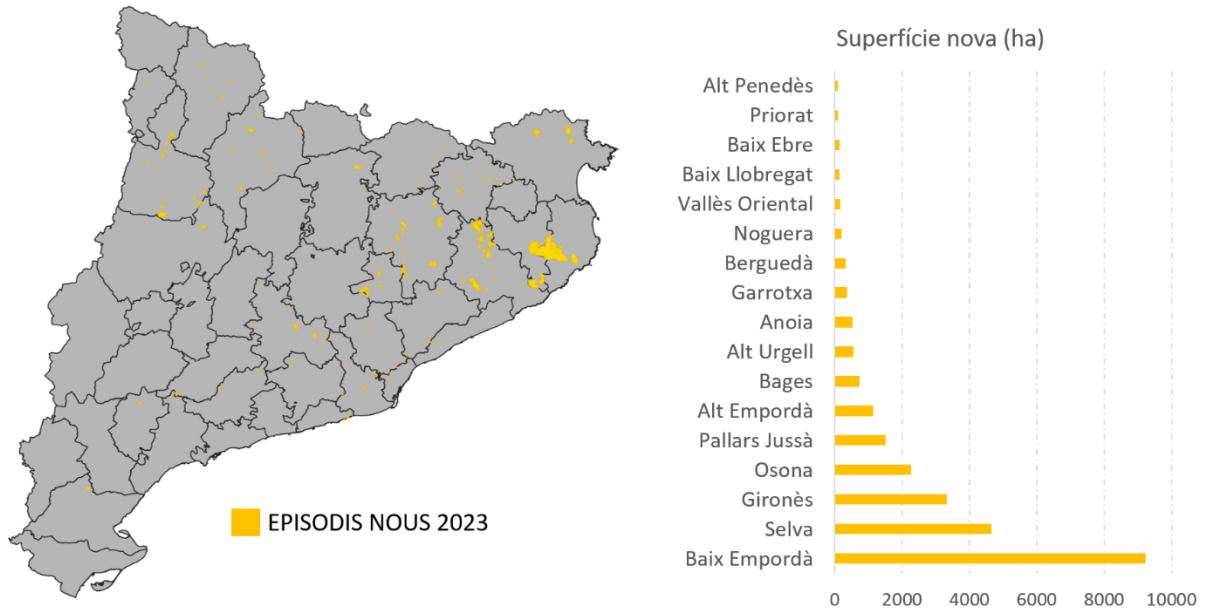 Superfície nova (ha)
Alt Penedès
Priorat
Baix Ebre
Baix Llobregat
Vallès Oriental
Noguera
Berguedà
Garrotxa
Anoia
Alt Urgell
Bages
Alt Empordà
Pallars Jussà
Osona
Gironès
Selva
Baix Empordà
0 2000 4000 6000 8000 10000
EPISODIS NOUS 2023